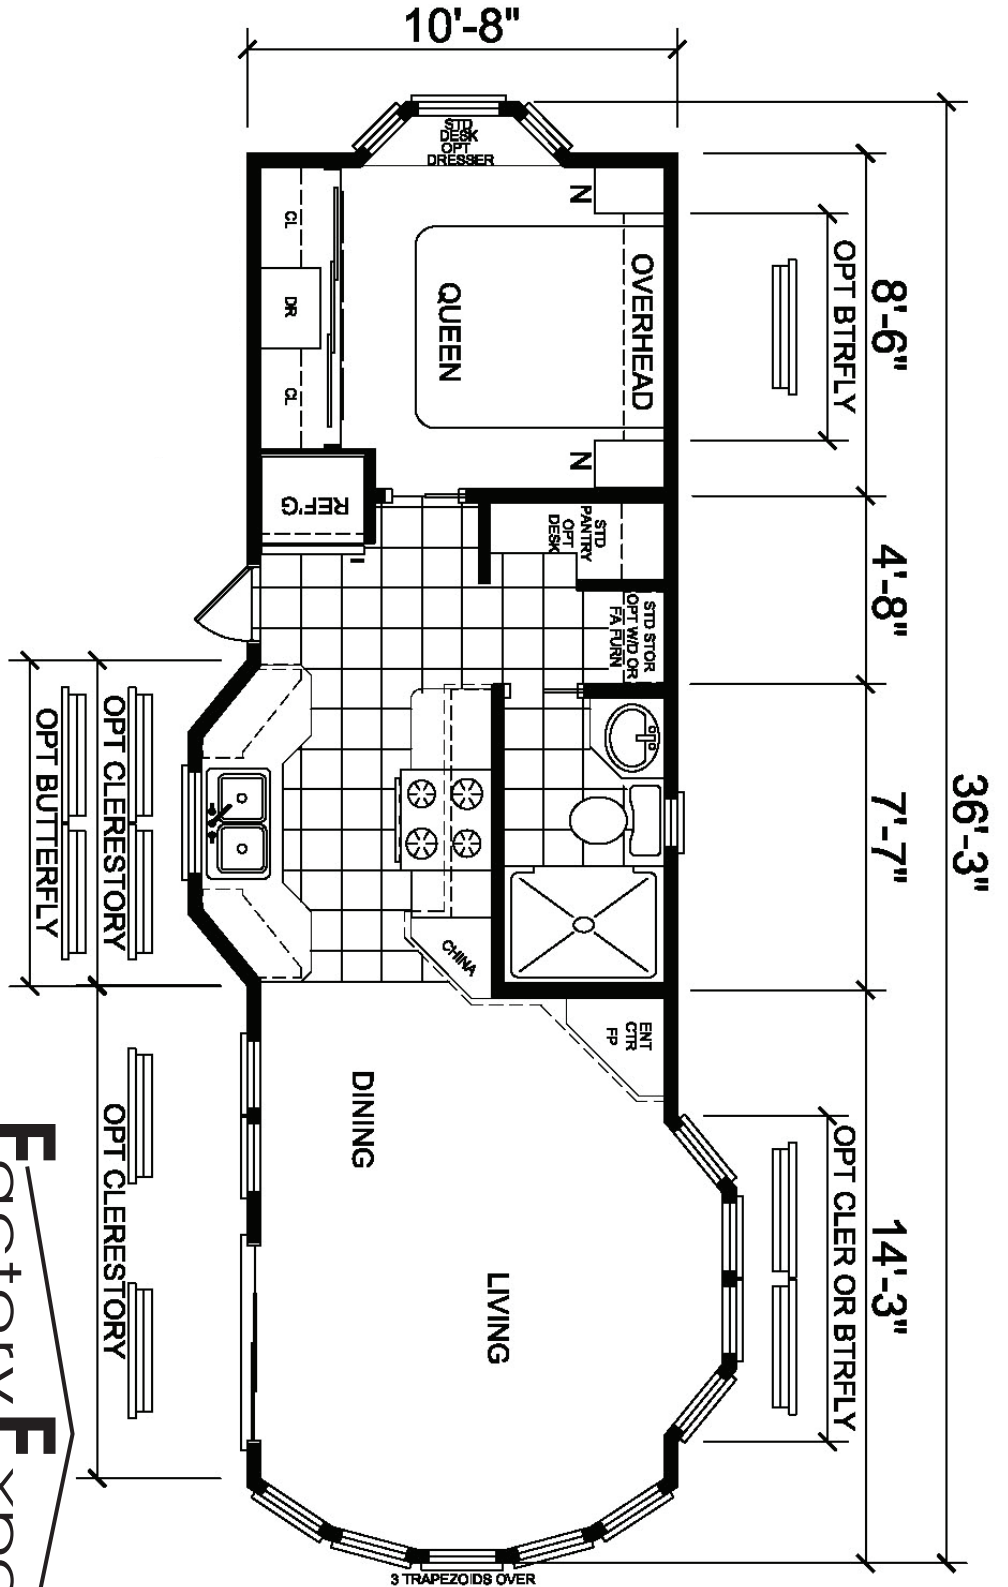 10'-8"
36'-3"
8'-6"
4'-8"
7'-7"
14'-3"
OPT BTRFLY
OPT CLER OR BTRFLY
STD
DESK
OPT
DRESSER
N
OVERHEAD
QUEEN
N
CL
DR
CL
REF'G
STD
PANTRY
OPT
DESK
STD STOR
OPT W/D OR
FA FURN
CHINA
ENT
CTR
FP
DINING
LIVING
OPT CLERESTORY
OPT BUTTERFLY
OPT CLERESTORY
3 TRAPEZOIDS OVER
Factory Expo